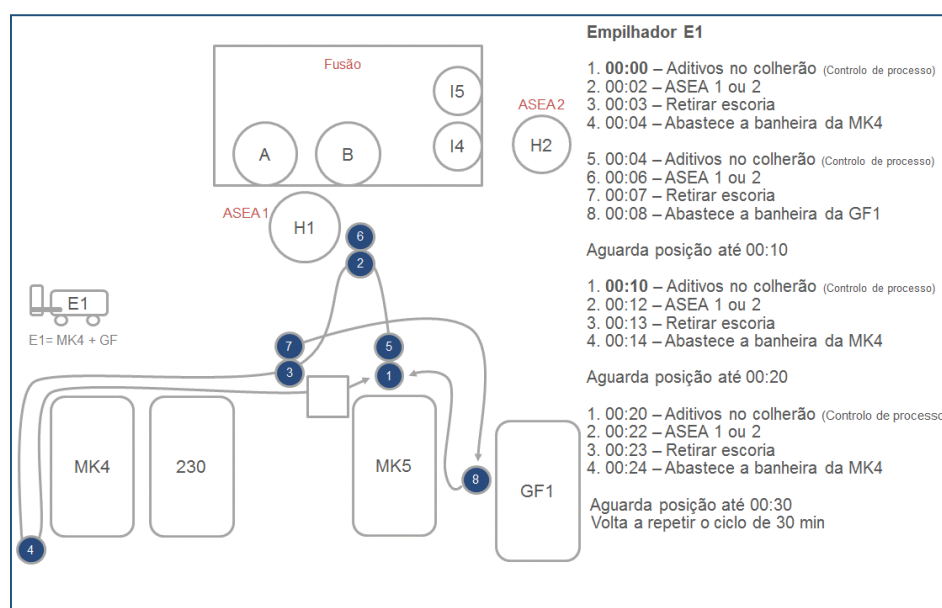 Empilhador E1
1. 00:00 – Aditivos no colherão (Controlo de processo)
2. 00:02 – ASEA 1 ou 2
3. 00:03 – Retirar escoria
4. 00:04 – Abastece a banheira da MK4
5. 00:04 – Aditivos no colherão (Controlo de processo)
6. 00:06 – ASEA 1 ou 2
7. 00:07 – Retirar escoria
8. 00:08 – Abastece a banheira da GF1
Aguarda posição até 00:10
1. 00:10 – Aditivos no colherão (Controlo de processo)
2. 00:12 – ASEA 1 ou 2
3. 00:13 – Retirar escoria
4. 00:14 – Abastece a banheira da MK4
Aguarda posição até 00:20
1. 00:20 – Aditivos no colherão (Controlo de processo
2. 00:22 – ASEA 1 ou 2
3. 00:23 – Retirar escoria
4. 00:24 – Abastece a banheira da MK4
Aguarda posição até 00:30
Volta a repetir o ciclo de 30 min
Fusão
I5
ASEA 2
A
B
I4
H2
ASEA 1
H1
6
2
E1
E1= MK4 + GF
7
5
3
1
MK4
230
MK5
8
GF1
4